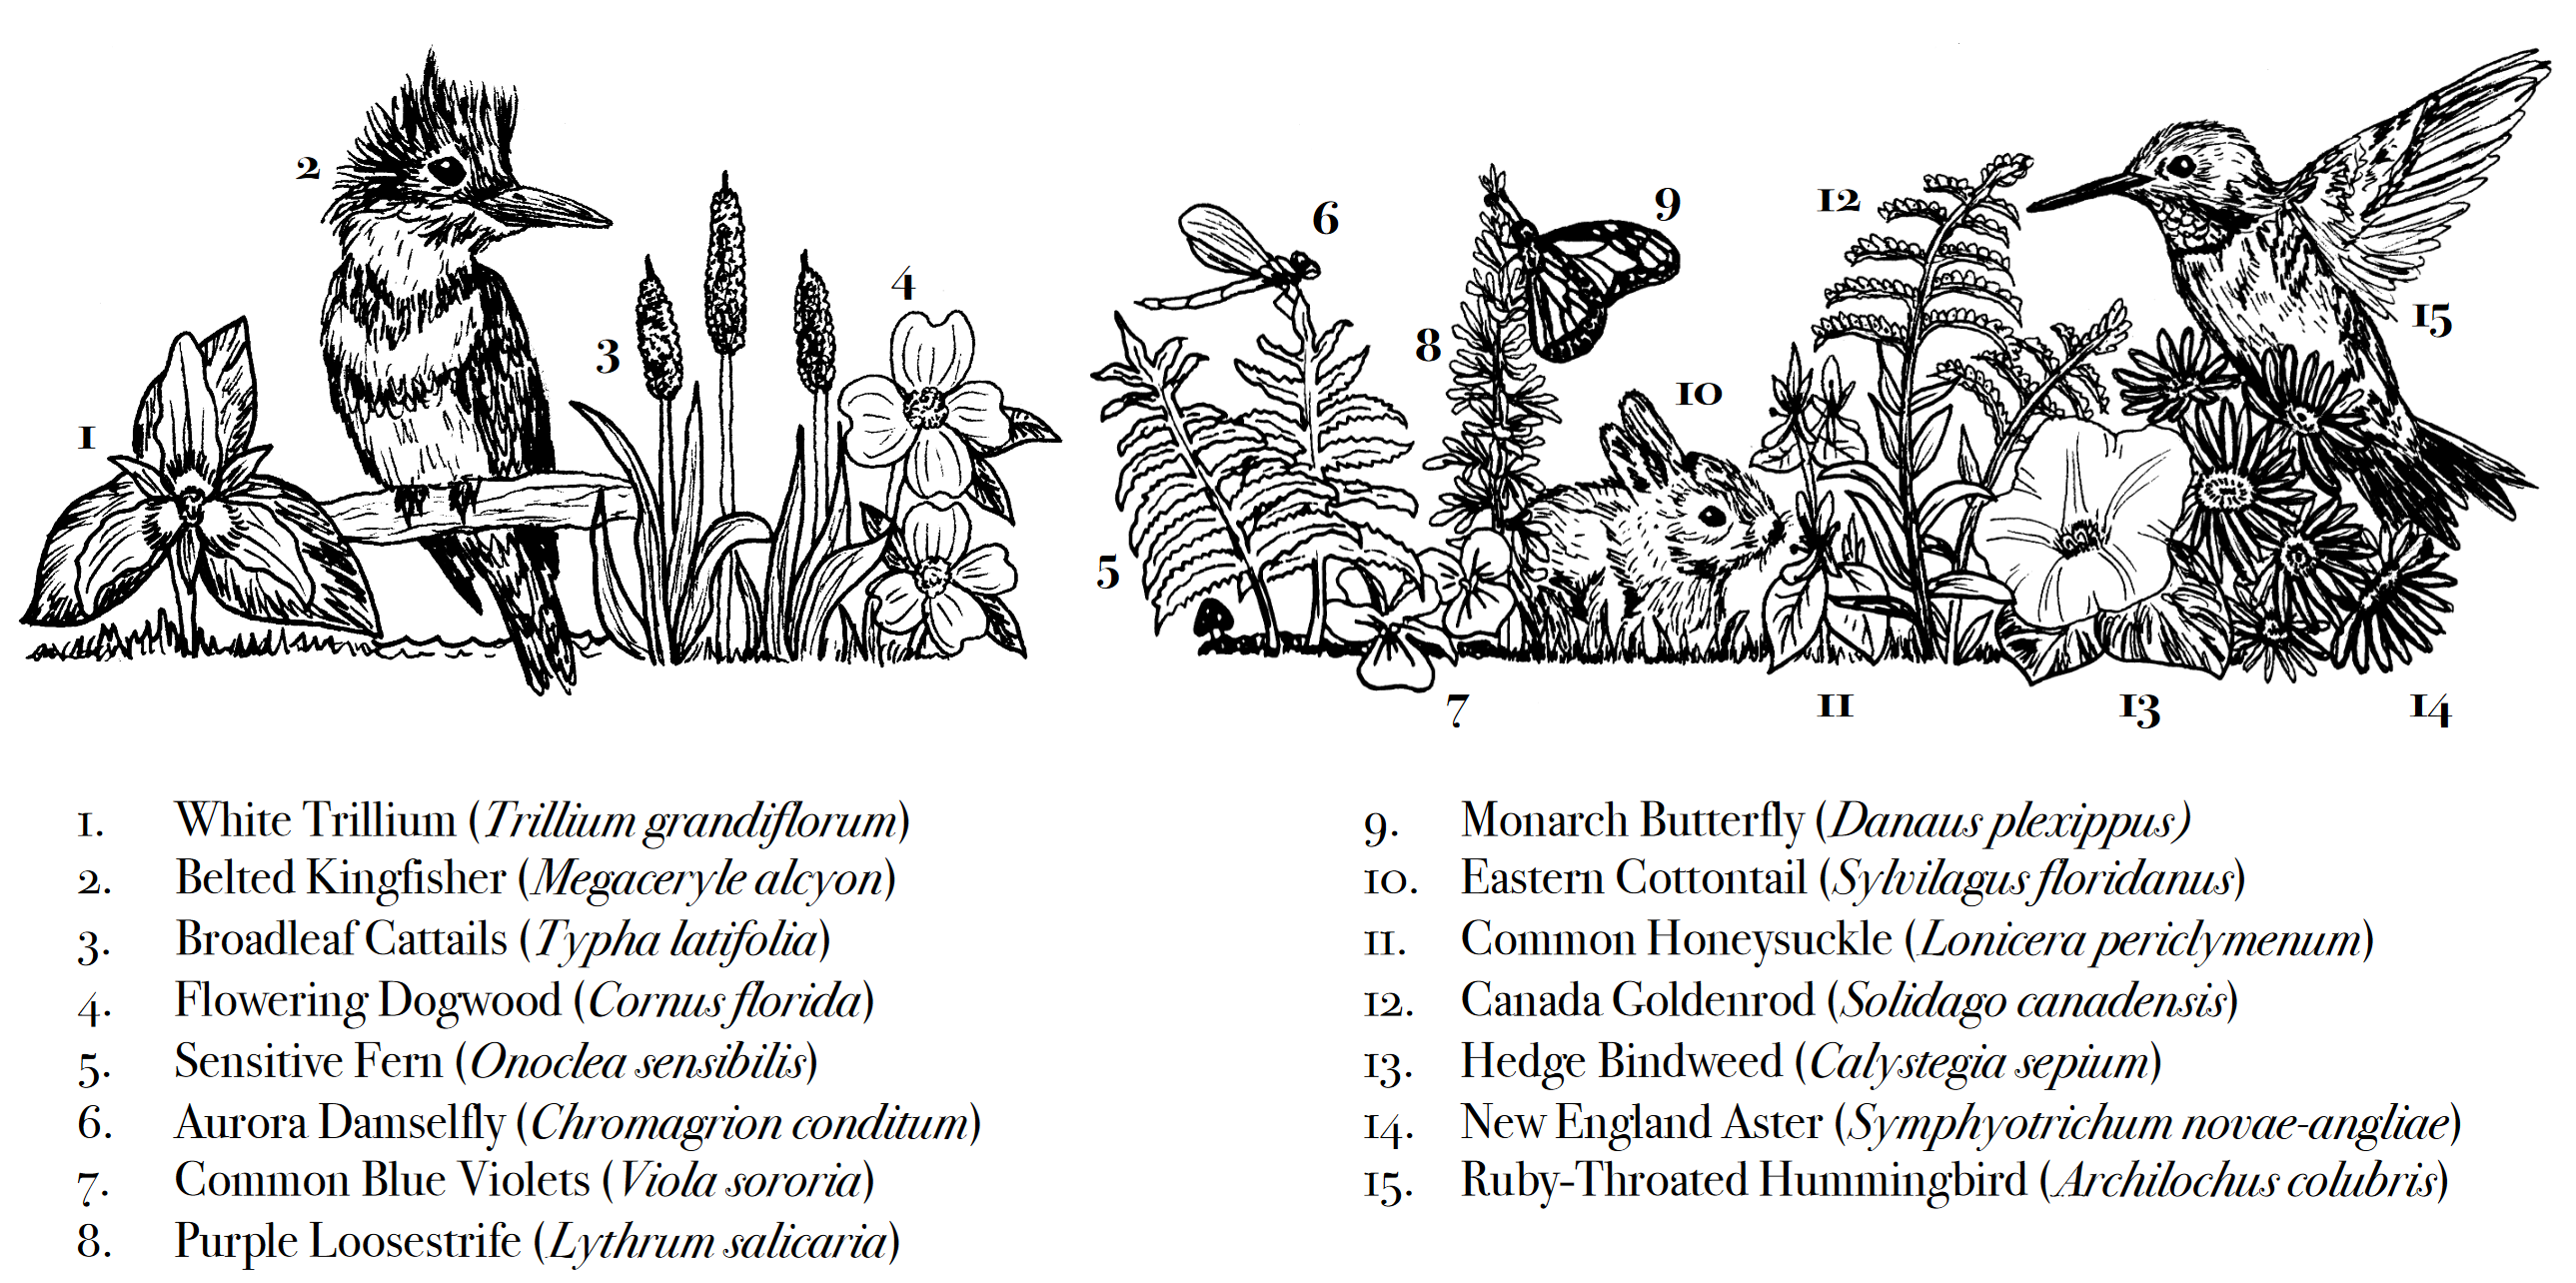 2
12
9
6
4
15
8
3
10
1
5
7
11
13
14
1. White Trillium (Trillium grandiflorum)
2. Belted Kingfisher (Megaceryle alcyon)
3. Broadleaf Cattails (Typha latifolia)
4. Flowering Dogwood (Cornus florida)
5. Sensitive Fern (Onoclea sensibilis)
6. Aurora Damselfly (Chromagrion conditum)
7. Common Blue Violets (Viola sororia)
8. Purple Loosestrife (Lythrum salicaria)
9. Monarch Butterfly (Danaus plexippus)
10. Eastern Cottontail (Sylvilagus floridanus)
11. Common Honeysuckle (Lonicera periclymenum)
12. Canada Goldenrod (Solidago canadensis)
13. Hedge Bindweed (Calystegia sepium)
14. New England Aster (Symphyotrichum novae-angliae)
15. Ruby-Throated Hummingbird (Archilochus colubris)